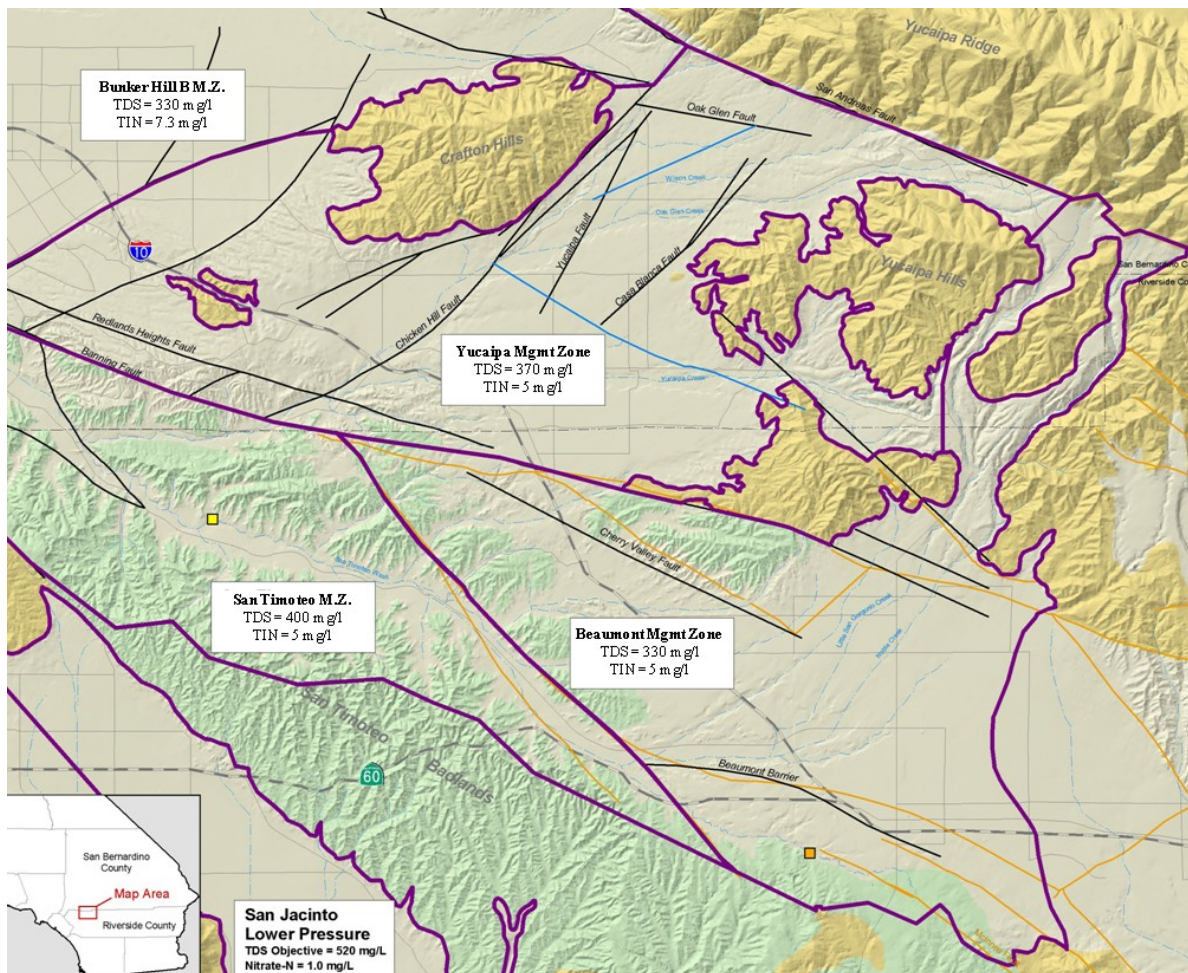 Yucaipa Ridge
Bunker Hill B M.Z.
TDS = 330 mg/l
TIN = 7.3 mg/l
San Andreas Fault
Oak Glen Fault
Crafton Hills
Wilson Creek
Oak Glen Creek
10
Yucaipa Fault
Casa Blanca Fault
Yucaipa Hills
San Bernardino C
Riverside Co
Redlands Heights Fault
Banning Fault
Chicken Hill Fault
Yucaipa Mgmt Zone
TDS = 370 mg/l
TIN = 5 mg/l
Yucaipa Creek
Cherry Valley Fault
San Timoteo Wash
San Timoteo M.Z.
TDS = 400 mg/l
TIN = 5 mg/l
Beaumont Mgmt Zone
TDS = 330 mg/l
TIN = 5 mg/l
Little San Gorgonio Creek
Noble Creek
San Timoteo
Badlands
60
Beaumont Barrier
San Bernardino
County
Map Area
Riverside County
San Jacinto
Lower Pressure
TDS Objective = 520 mg/L
Nitrate-N = 1.0 mg/L